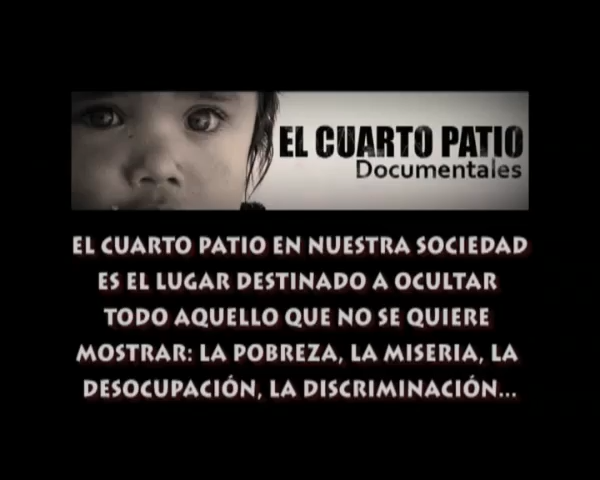 EL CUARTO PATIO
Documentales
EL CUARTO PATIO EN NUESTRA SOCIEDAD
ES EL LUGAR DESTINADO A OCULTAR
TODO AQUELLO QUE NO SE QUIERE
MOSTRAR: LA POBREZA, LA MISERIA, LA
DESOCUPACIÓN, LA DISCRIMINACIÓN...